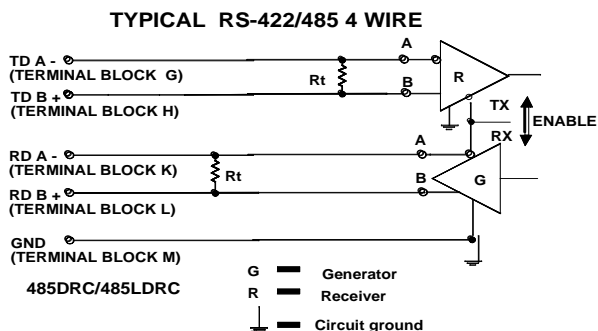 TYPICAL RS-422/485 4 WIRE
TD A -
(TERMINAL BLOCK G)
TD B +
(TERMINAL BLOCK H)
Rt
A
B
R
TX
ENABLE
RX
RD A -
(TERMINAL BLOCK K)
RD B +
(TERMINAL BLOCK L)
Rt
A
B
G
GND
(TERMINAL BLOCK M)
485DRC/485LDRC
G Generator
R Receiver
Circuit ground